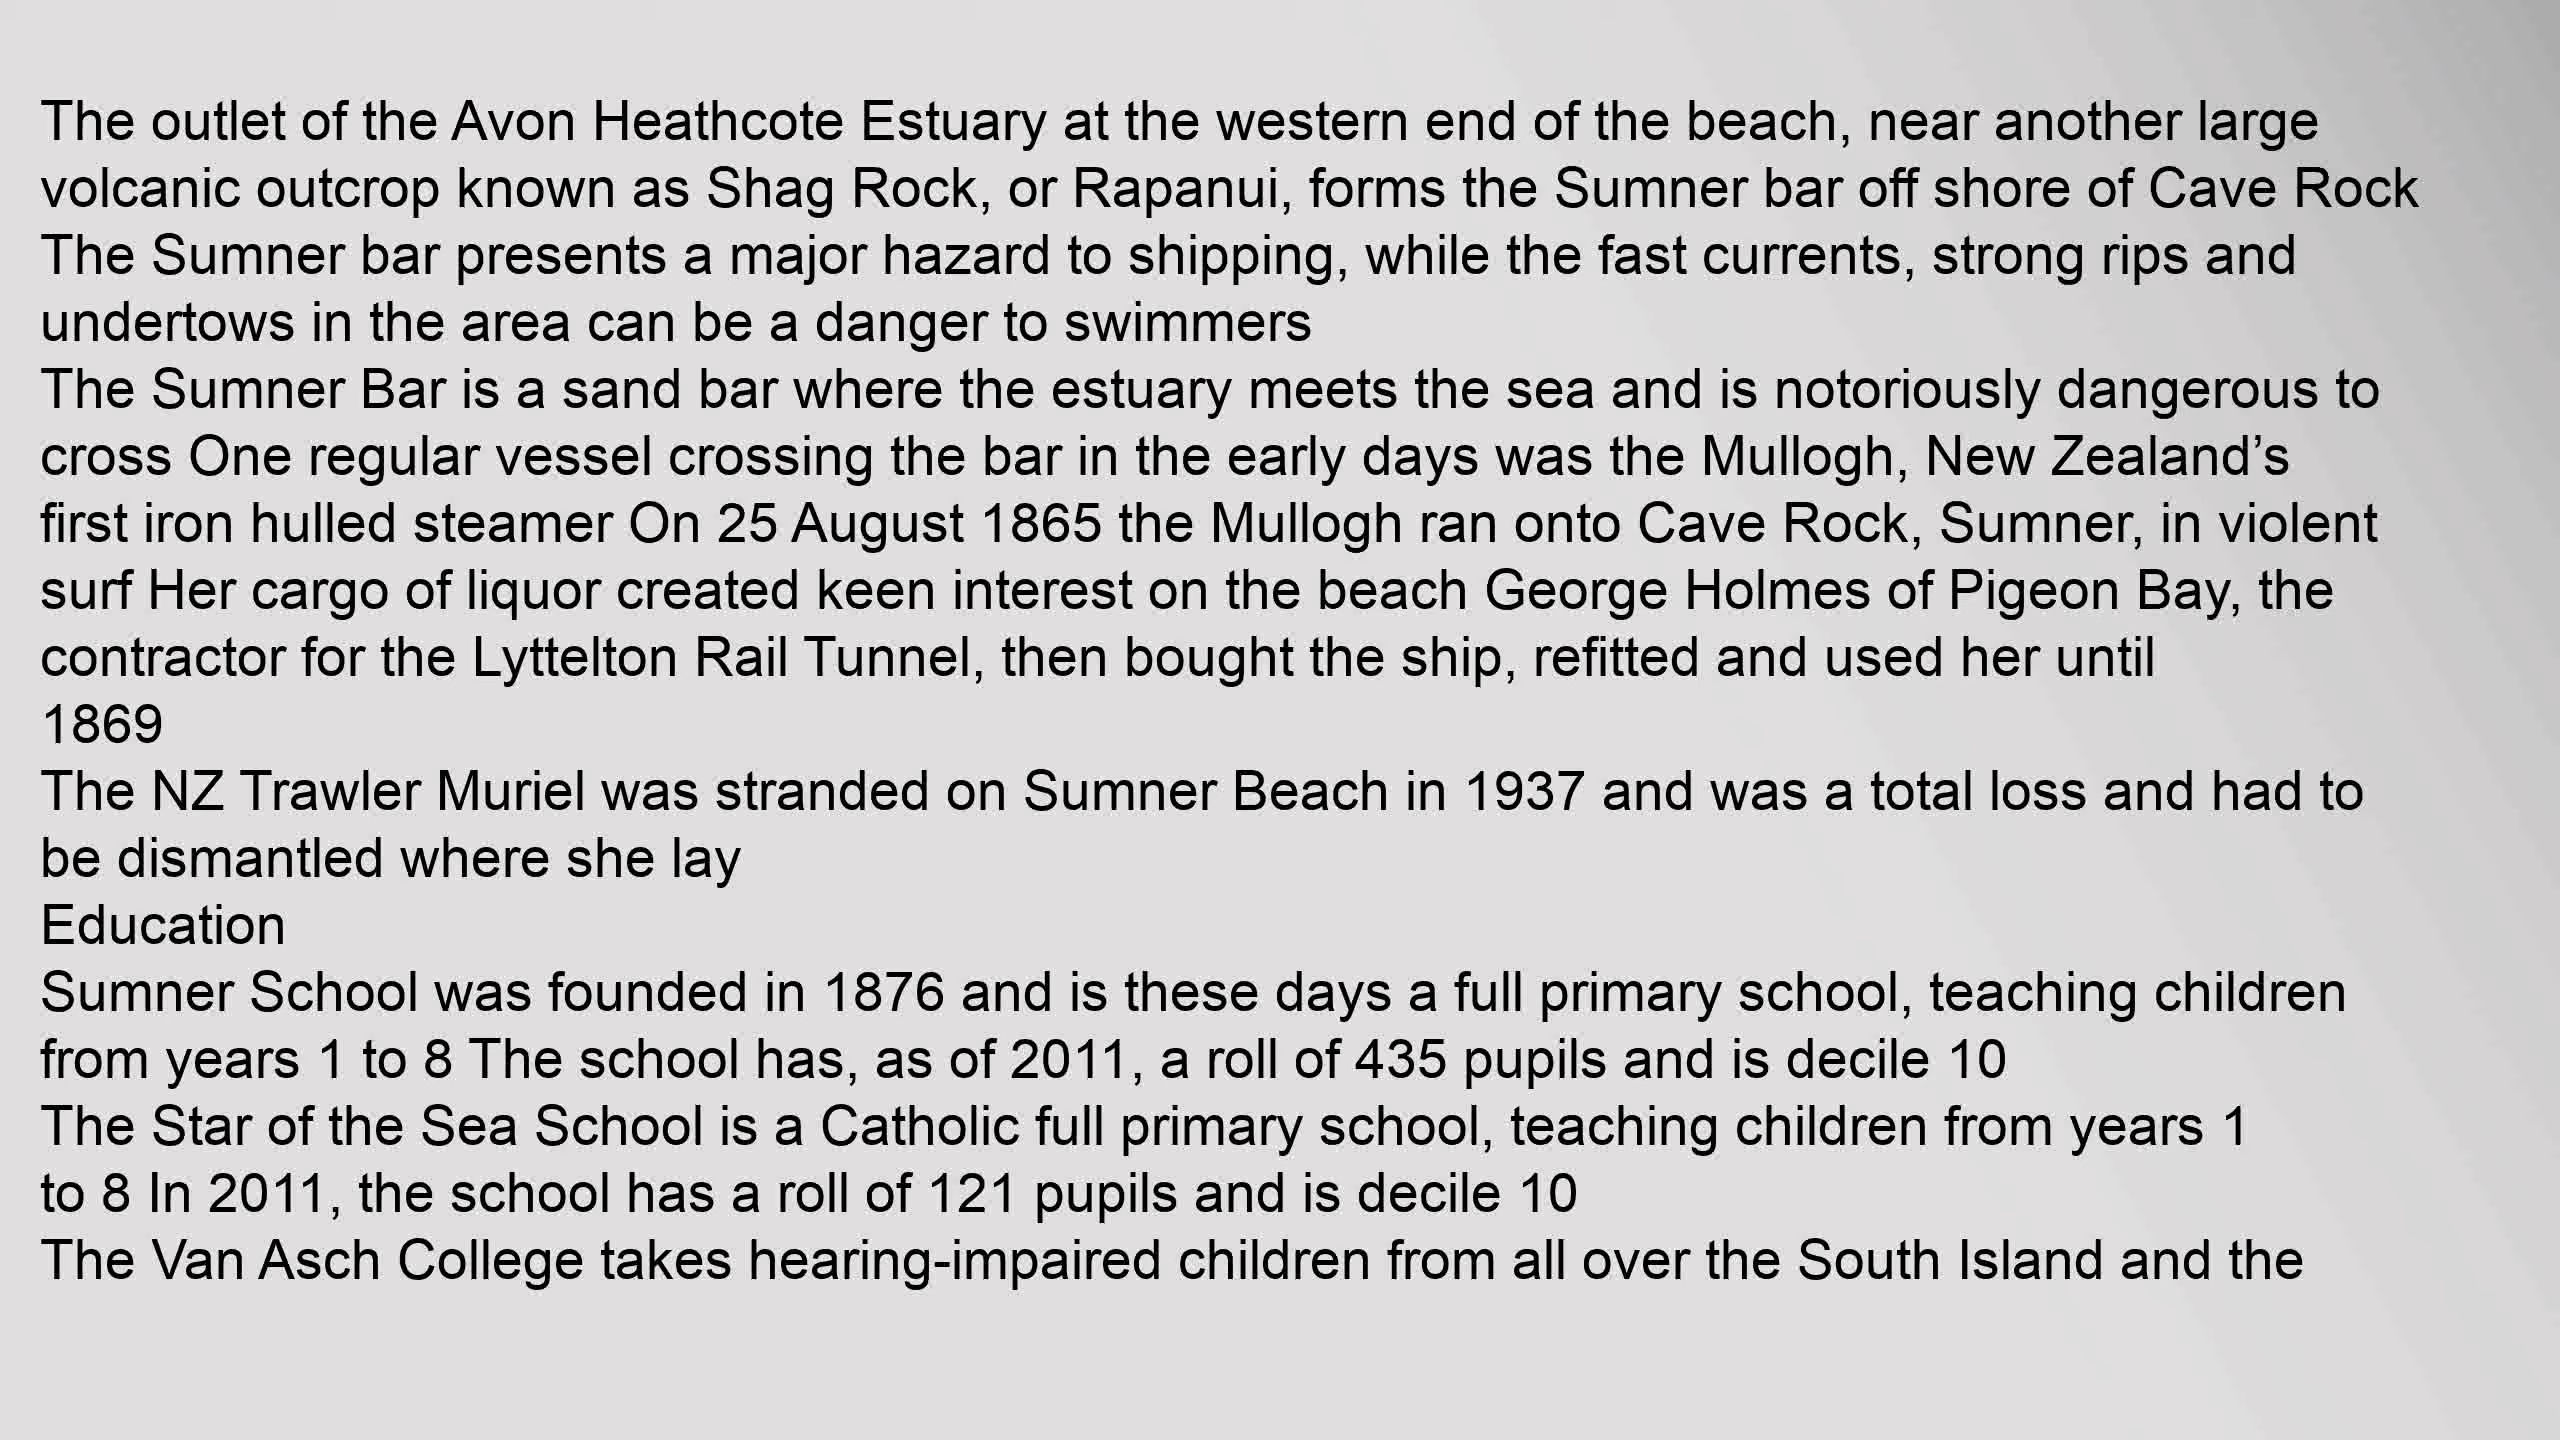 The outlet of the Avon Heathcote Estuary at the western end of the beach, near another large
volcanic outcrop known as Shag Rock, or Rapanui, forms the Sumner bar off shore of Cave Rock
The Sumner bar presents a major hazard to shipping, while the fast currents, strong rips and
undertows in the area can be a danger to swimmers
The Sumner Bar is a sand bar where the estuary meets the sea and is notoriously dangerous to
cross One regular vessel crossing the bar in the early days was the Mullogh, New Zealand’s
first iron hulled steamer On 25 August 1865 the Mullogh ran onto Cave Rock, Sumner, in violent
surf Her cargo of liquor created keen interest on the beach George Holmes of Pigeon Bay, the
contractor for the Lyttelton Rail Tunnel, then bought the ship, refitted and used her until
1869
The NZ Trawler Muriel was stranded on Sumner Beach in 1937 and was a total loss and had to
be dismantled where she lay
Education
Sumner School was founded in 1876 and is these days a full primary school, teaching children
from years 1 to 8 The school has, as of 2011, a roll of 435 pupils and is decile 10
The Star of the Sea School is a Catholic full primary school, teaching children from years 1
to 8 In 2011, the school has a roll of 121 pupils and is decile 10
The Van Asch College takes hearing-impaired children from all over the South Island and the